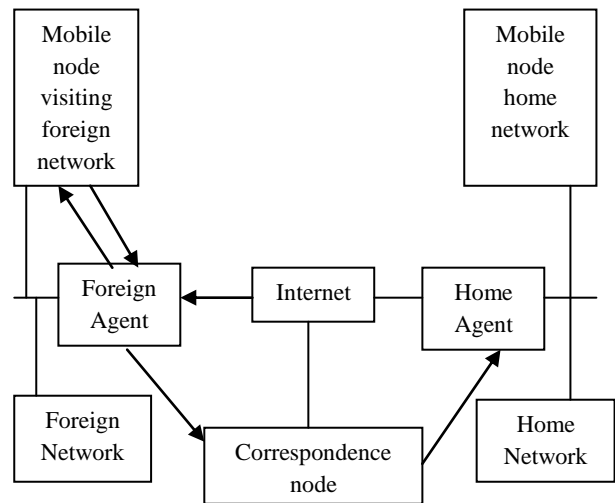 Mobile
node
visiting
foreign
network
Mobile
node
home
network
Foreign
Agent
Internet
Home
Agent
Foreign
Network
Correspondence
node
Home
Network